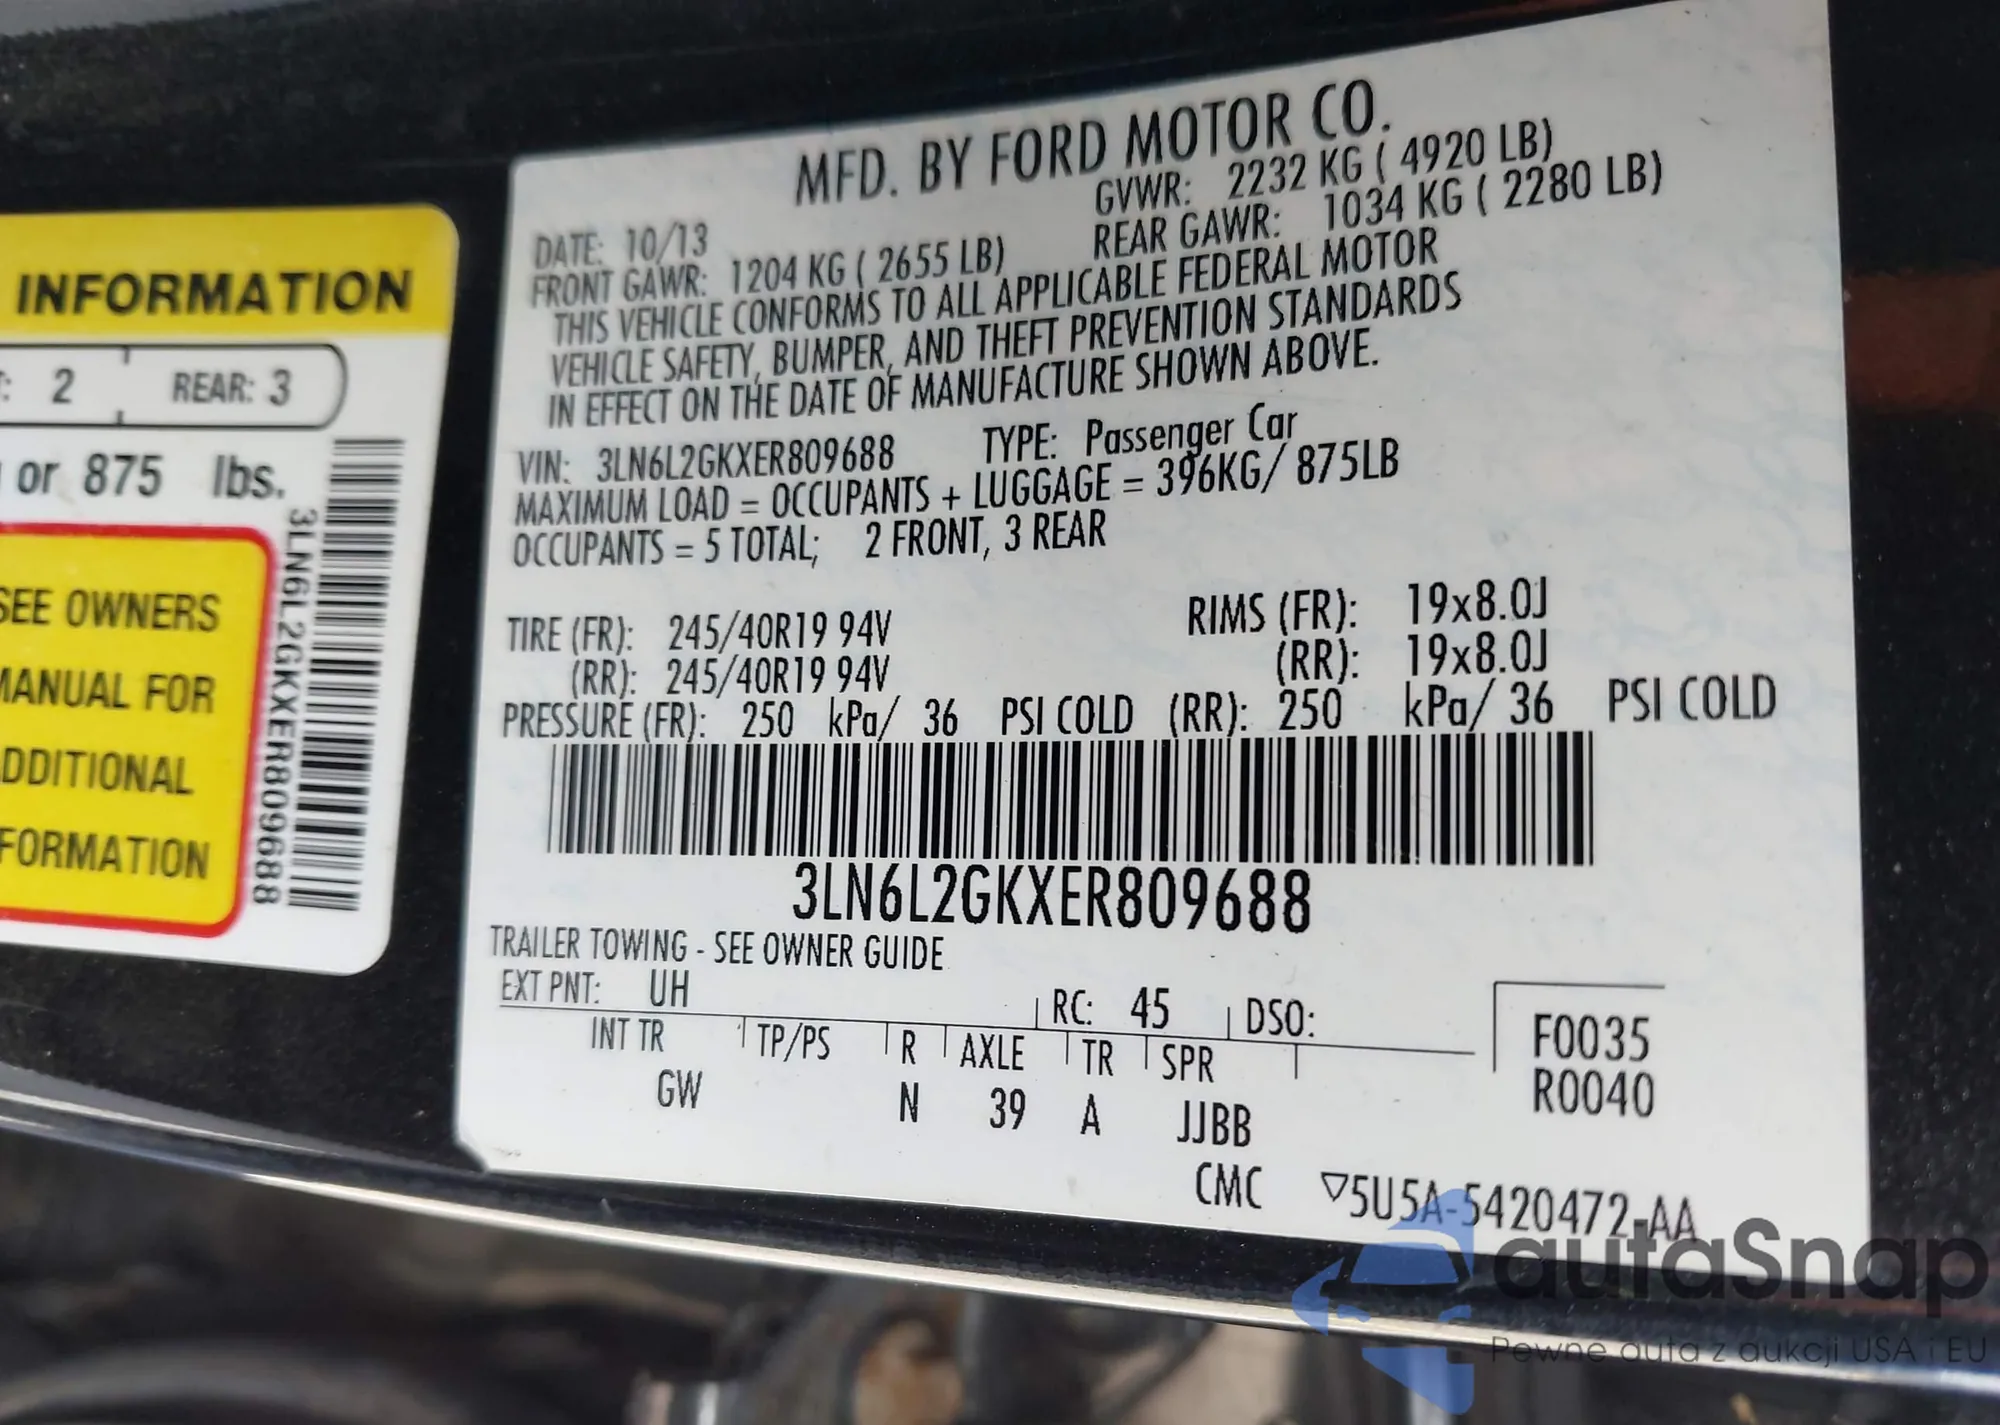 INFORMATION
: 2 REAR: 3
or 875 lbs.
SEE OWNERS
MANUAL FOR
ADDITIONAL
FORMATION
3LN6L2GKXER809688
MFD. BY FORD MOTOR CO.
DATE: 10/13 GVWR: 2232 KG ( 4920 LB)
FRONT GAWR: 1204 KG ( 2655 LB) REAR GAWR: 1034 KG ( 2280 LB)
THIS VEHICLE CONFORMS TO ALL APPLICABLE FEDERAL MOTOR
VEHICLE SAFETY, BUMPER, AND THEFT PREVENTION STANDARDS
IN EFFECT ON THE DATE OF MANUFACTURE SHOWN ABOVE.
VIN: 3LN6L2GKXER809688 TYPE: Passenger Car
MAXIMUM LOAD = OCCUPANTS + LUGGAGE = 396KG/ 875LB
OCCUPANTS = 5 TOTAL; 2 FRONT, 3 REAR
TIRE (FR): 245/40R19 94V RIMS (FR): 19x8.0J
(RR): 245/40R19 94V (RR): 19x8.0J
PRESSURE (FR): 250 kPa/ 36 PSI COLD (RR): 250 kPa/ 36 PSI COLD
3LN6L2GKXER809688
TRAILER TOWING - SEE OWNER GUIDE
EXT PNT: UH RC: 45 DSO:
INT TR TP/PS R AXLE TR SPR
GW N 39 A JJBB
F0035
R0040
CMC ▽5U5A-5420472-AA
autaSnap
Pewne auta z aukcji USA i EU